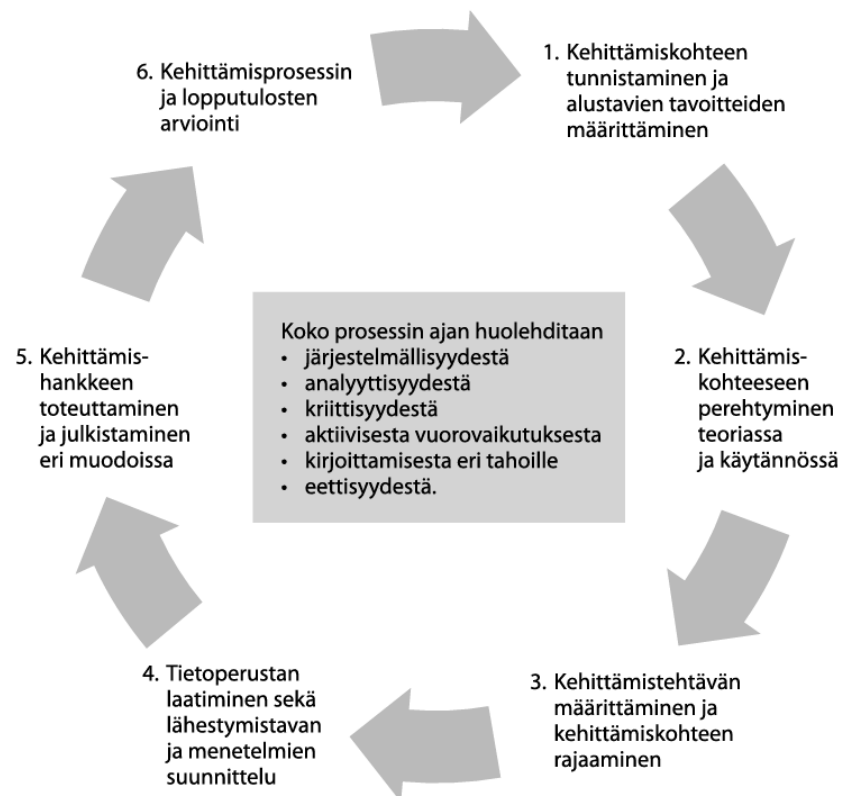 1. Kehittämiskohteen
tunnistaminen ja
alustavien tavoitteiden
määrittäminen
2. Kehittämis-
kohteeseen
perehtyminen
teoriassa
ja käytännössä
3. Kehittämistehtävän
määrittäminen ja
kehittämiskohteen
rajaaminen
4. Tietoperustan
laatiminen sekä
lähestymistavan
ja menetelmien
suunnittelu
5. Kehittämis-
hankkeen
toteuttaminen
ja julkistaminen
eri muodoissa
6. Kehittämisprosessin
ja lopputulosten
arviointi
Koko prosessin ajan huolehditaan
• järjestelmällisyydestä
• analyyttisyydestä
• kriittisyydestä
• aktiivisesta vuorovaikutuksesta
• kirjoittamisesta eri tahoille
• eettisyydestä.